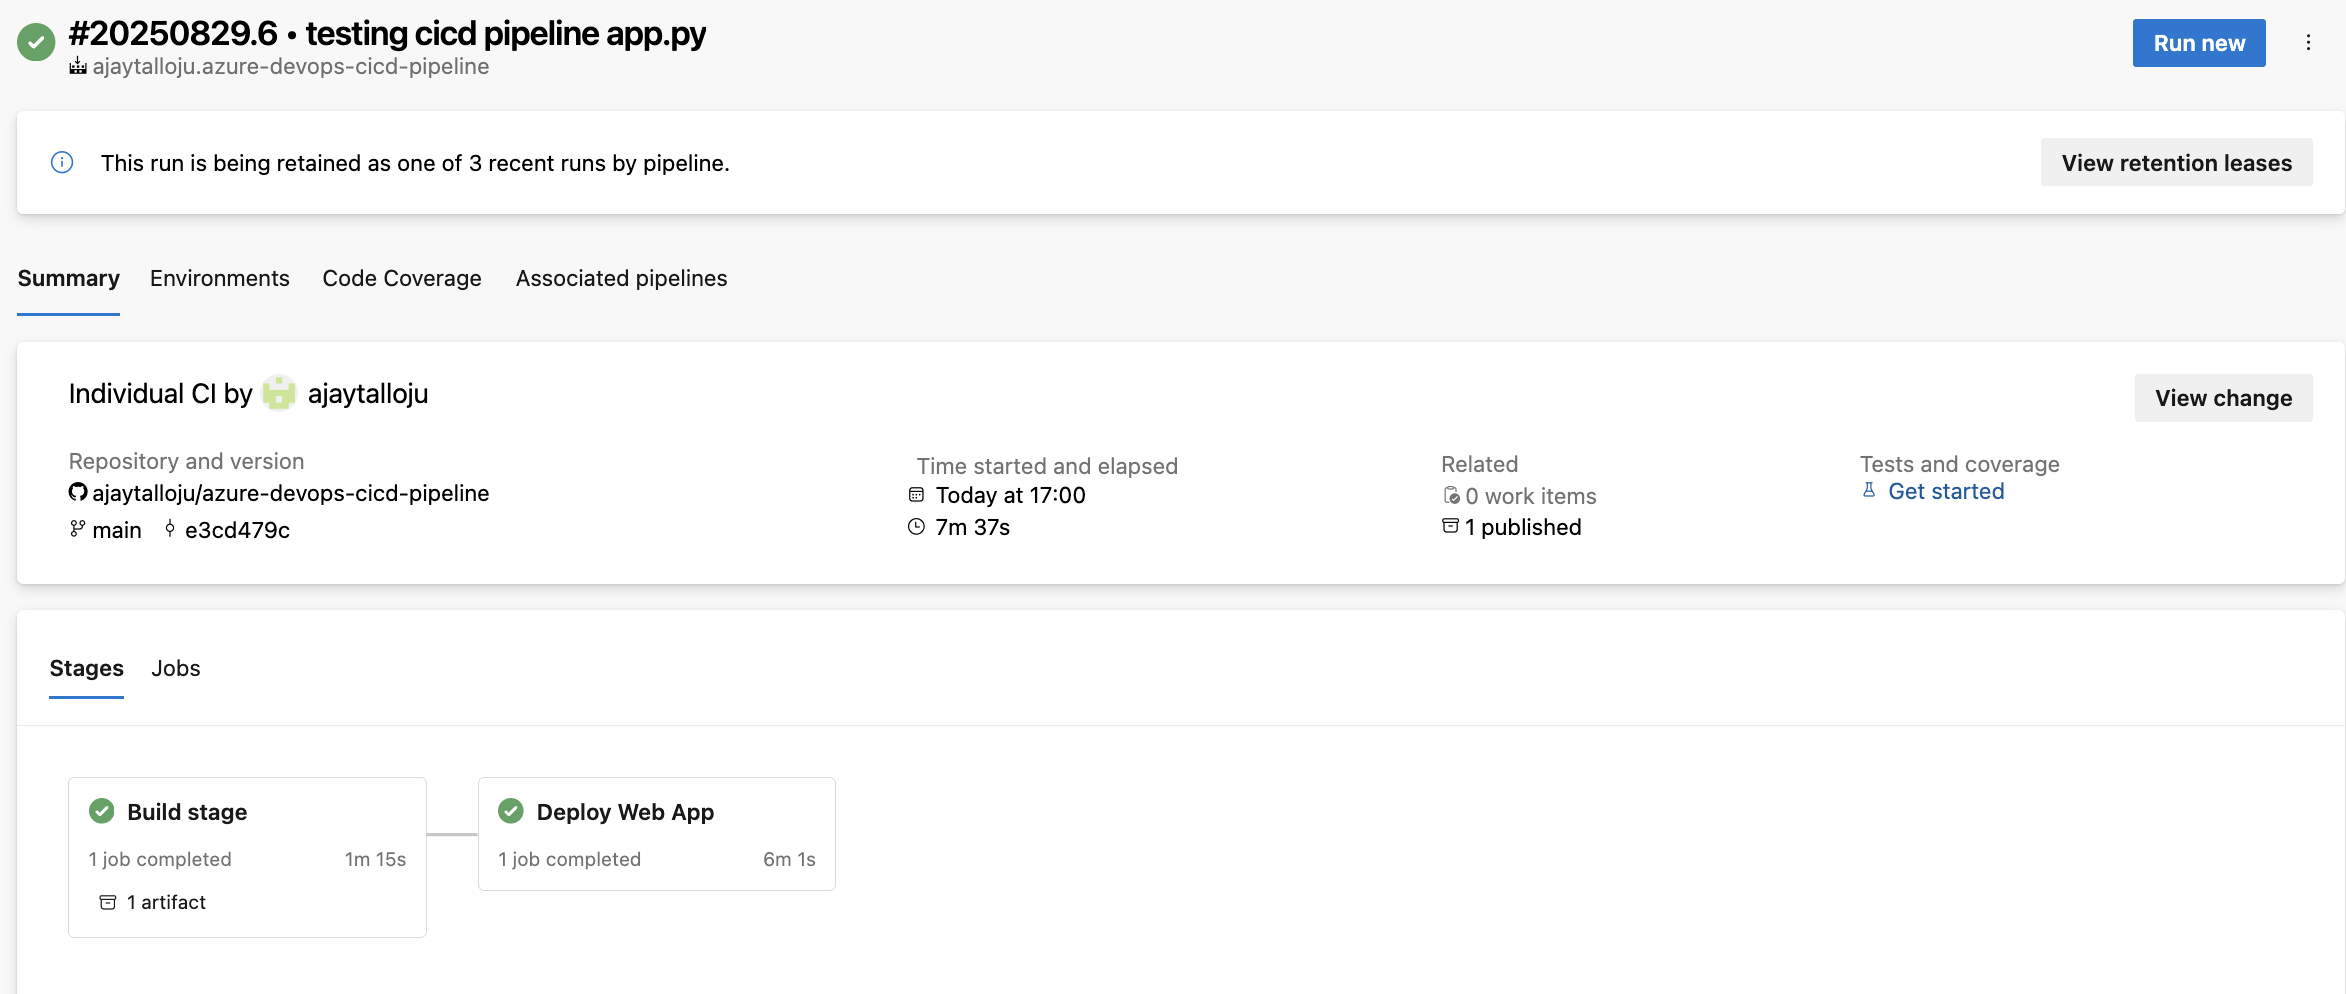 #20250829.6 • testing cicd pipeline app.py
ajaytalloju.azure-devops-cicd-pipeline
Run new
This run is being retained as one of 3 recent runs by pipeline.
View retention leases
Summary Environments Code Coverage Associated pipelines
Individual CI by ajaytalloju
View change
Repository and version
ajaytalloju/azure-devops-cicd-pipeline
main e3cd479c
Time started and elapsed
Today at 17:00
7m 37s
Related
0 work items
1 published
Tests and coverage
Get started
Stages Jobs
Build stage
1 job completed 1m 15s
1 artifact
Deploy Web App
1 job completed 6m 1s